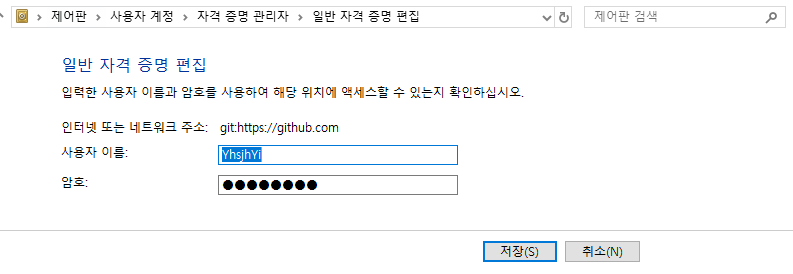 제어판 > 사용자 계정 > 자격 증명 관리자 > 일반 자격 증명 편집
제어판 검색
일반 자격 증명 편집
입력한 사용자 이름과 암호를 사용하여 해당 위치에 액세스할 수 있는지 확인하십시오.
인터넷 또는 네트워크 주소: git:https://github.com
사용자 이름: YhsjhYi
암호: ●●●●●●●●
저장(S) 취소(N)